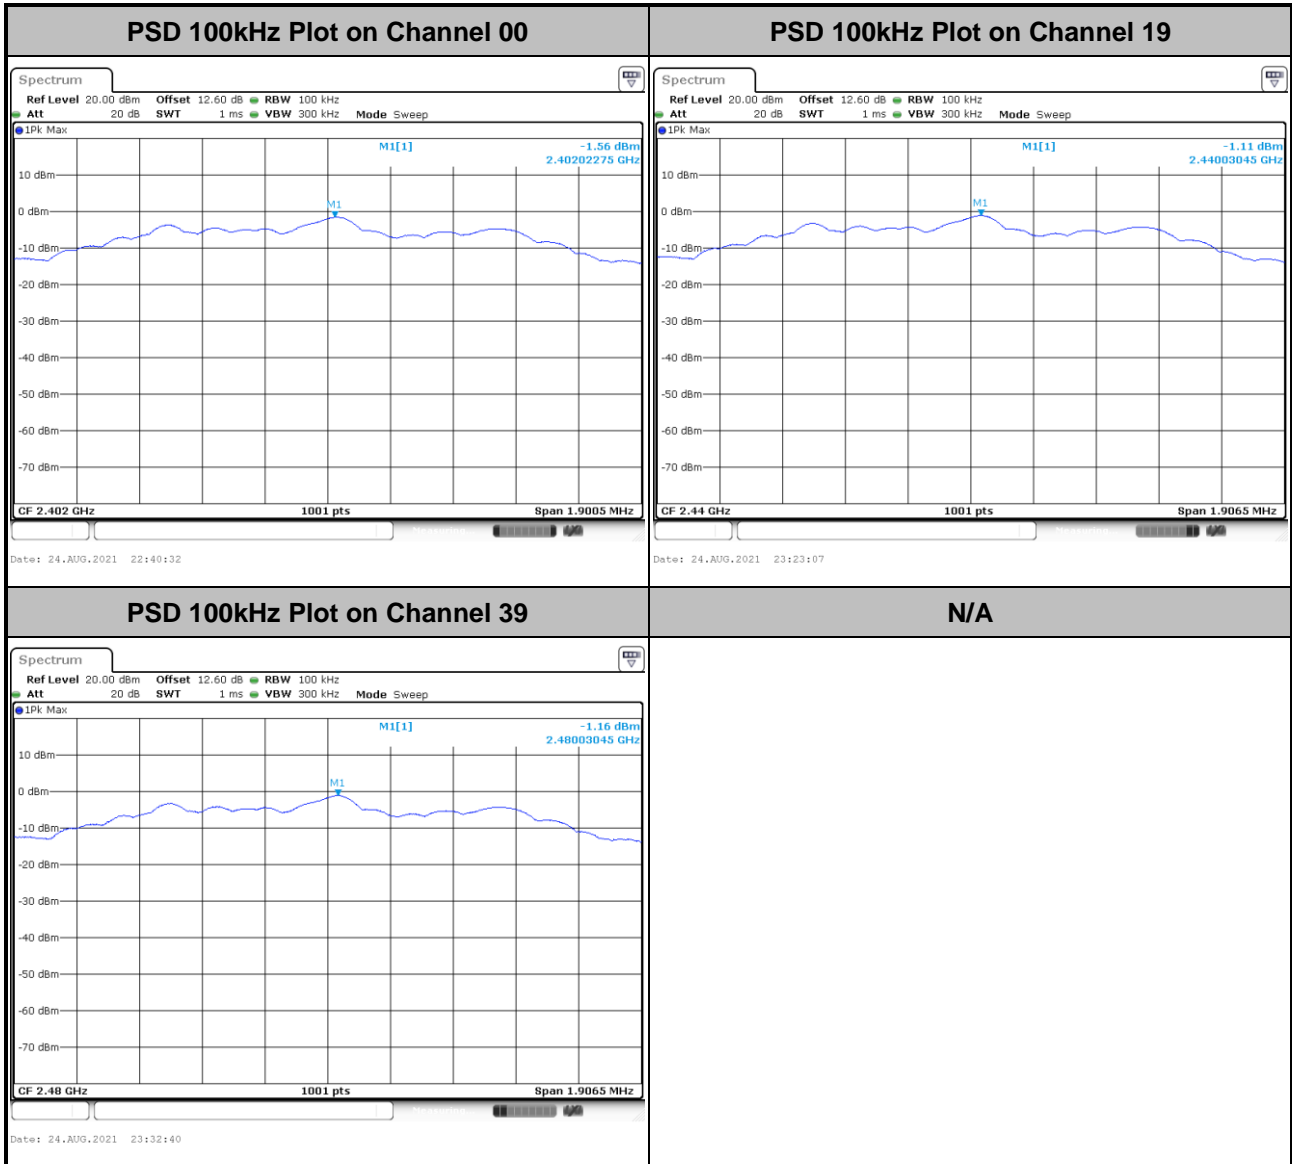 PSD 100kHz Plot on Channel 00
PSD 100kHz Plot on Channel 19
Spectrum
Ref Level 20.00 dBm Offset 12.60 dB RBW 100 kHz
Att 20 dB SWT 1 ms VBW 300 kHz Mode Sweep
1Pk Max
M1[1] -1.56 dBm
2.40202275 GHz
10 dBm
M1
0 dBm
-10 dBm
-20 dBm
-30 dBm
-40 dBm
-50 dBm
-60 dBm
-70 dBm
CF 2.402 GHz 1001 pts Span 1.9005 MHz
Measuring...
Date: 24.AUG.2021 22:40:32
Spectrum
Ref Level 20.00 dBm Offset 12.60 dB RBW 100 kHz
Att 20 dB SWT 1 ms VBW 300 kHz Mode Sweep
1Pk Max
M1[1] -1.11 dBm
2.44003045 GHz
10 dBm
M1
0 dBm
-10 dBm
-20 dBm
-30 dBm
-40 dBm
-50 dBm
-60 dBm
-70 dBm
CF 2.44 GHz 1001 pts Span 1.9065 MHz
Measuring...
Date: 24.AUG.2021 23:23:07
PSD 100kHz Plot on Channel 39
N/A
Spectrum
Ref Level 20.00 dBm Offset 12.60 dB RBW 100 kHz
Att 20 dB SWT 1 ms VBW 300 kHz Mode Sweep
1Pk Max
M1[1] -1.16 dBm
2.48003045 GHz
10 dBm
M1
0 dBm
-10 dBm
-20 dBm
-30 dBm
-40 dBm
-50 dBm
-60 dBm
-70 dBm
CF 2.48 GHz 1001 pts Span 1.9065 MHz
Measuring...
Date: 24.AUG.2021 23:32:40